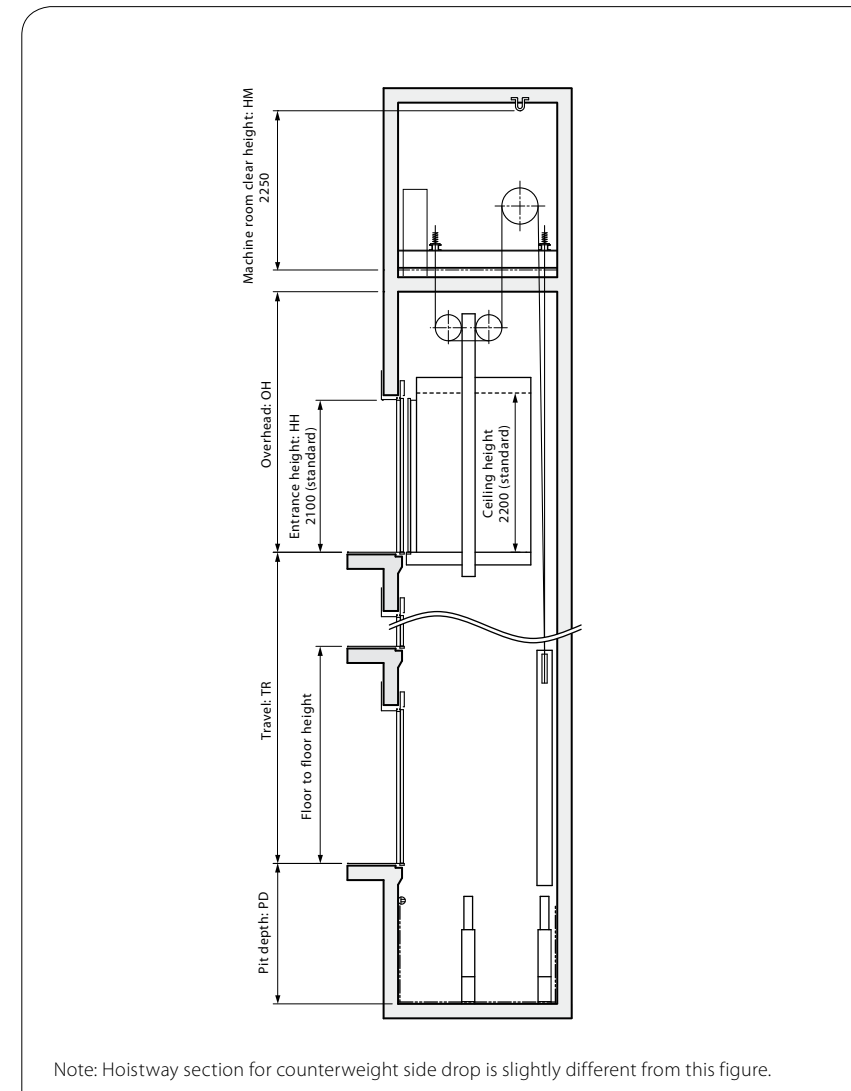 Machine room clear height: HM
2250
Overhead: OH
Entrance height: HH
2100 (standard)
Ceiling height
2200 (standard)
Travel: TR
Floor to floor height
Pit depth: PD
Note: Hoistway section for counterweight side drop is slightly different from this figure.